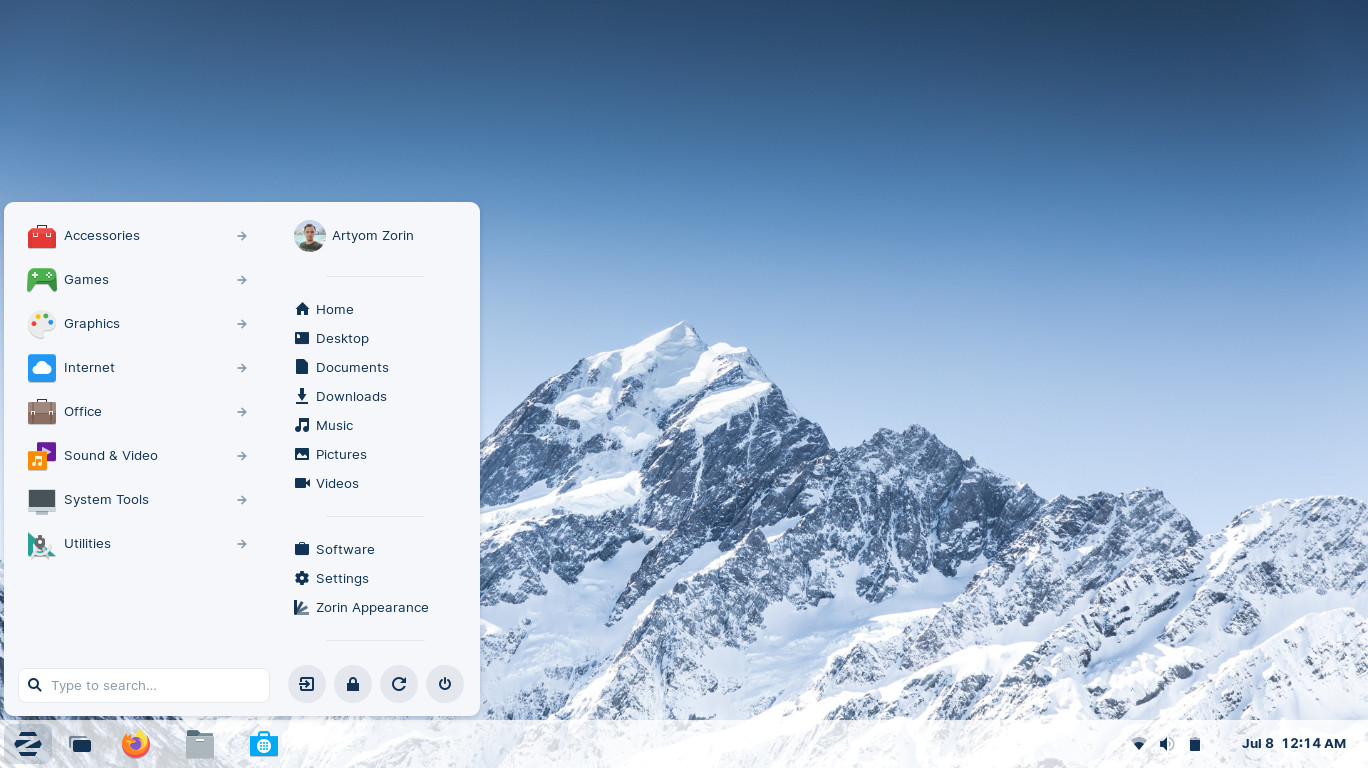 Accessories
Games
Graphics
Internet
Office
Sound & Video
System Tools
Utilities
Type to search...
Artyom Zorin
Home
Desktop
Documents
Downloads
Music
Pictures
Videos
Software
Settings
Zorin Appearance
Jul 8 12:14 AM